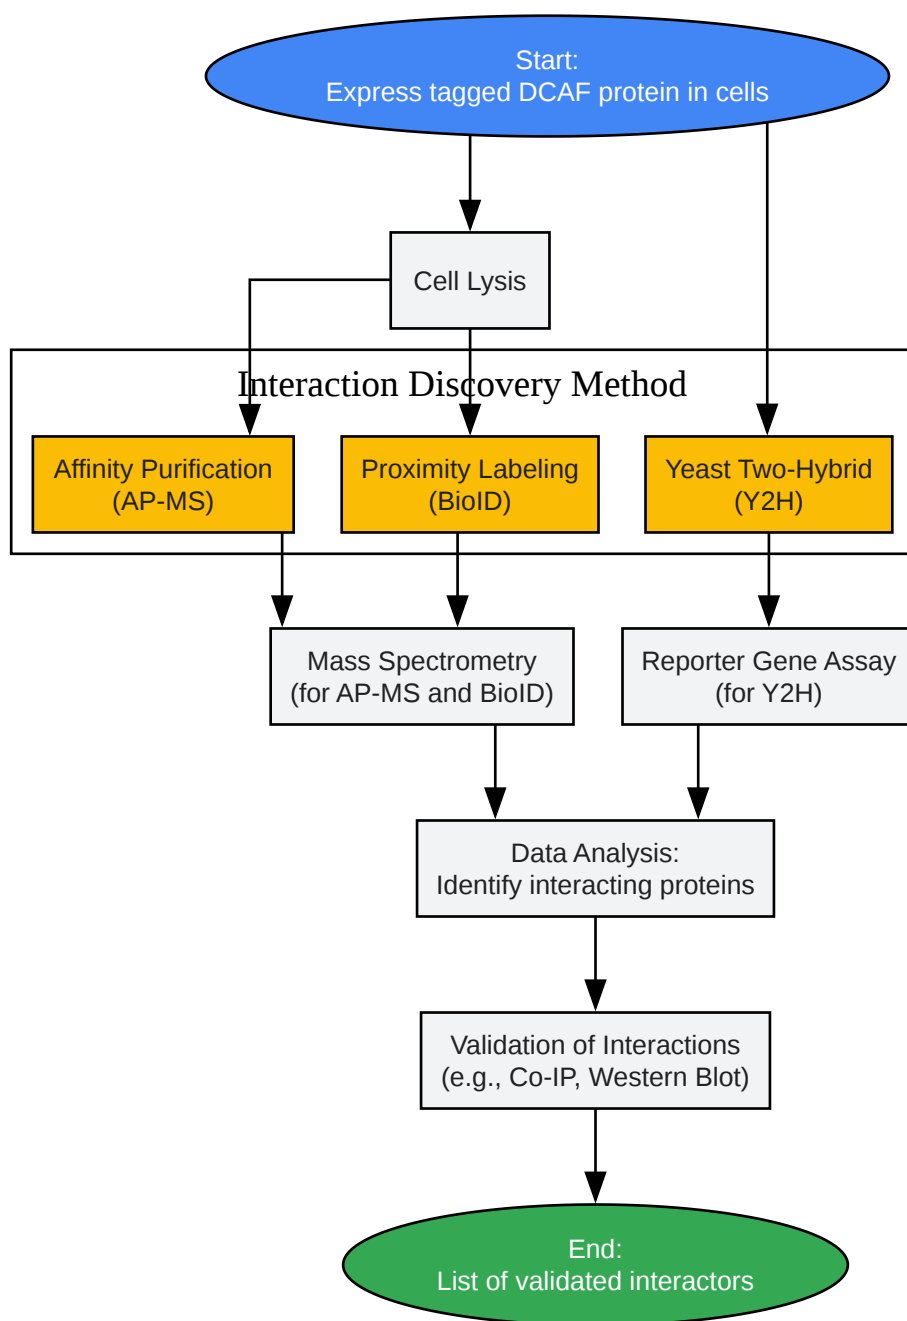 Start:
Express tagged DCAF protein in cells
Cell Lysis
Interaction Discovery Method
Affinity Purification
(AP-MS)
Proximity Labeling
(BioID)
Yeast Two-Hybrid
(Y2H)
Mass Spectrometry
(for AP-MS and BioID)
Reporter Gene Assay
(for Y2H)
Data Analysis:
Identify interacting proteins
Validation of Interactions
(e.g., Co-IP, Western Blot)
End:
List of validated interactors